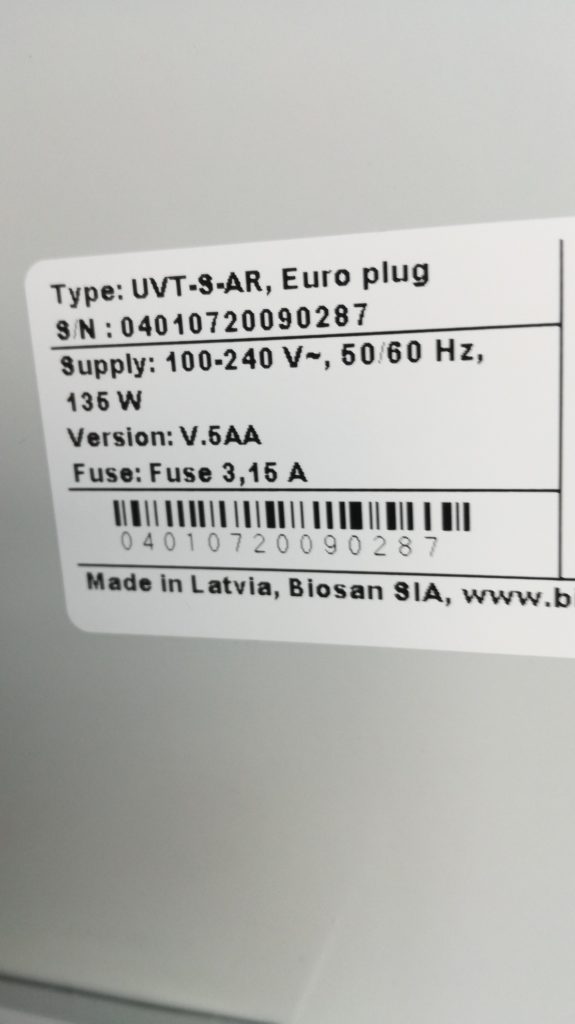 Type: UVT-S-AR, Euro plug
S/N : 04010720090287
Supply: 100-240 V~, 50/60 Hz,
135 W
Version: V.5AA
Fuse: Fuse 3,15 A
04010720090287
Made in Latvia, Biosan SIA, www.b